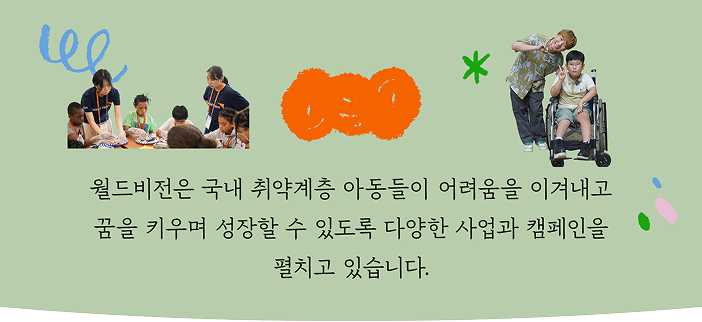 월드비전은 국내 취약계층 아동들이 어려움을 이겨내고
꿈을 키우며 성장할 수 있도록 다양한 사업과 캠페인을
펼치고 있습니다.